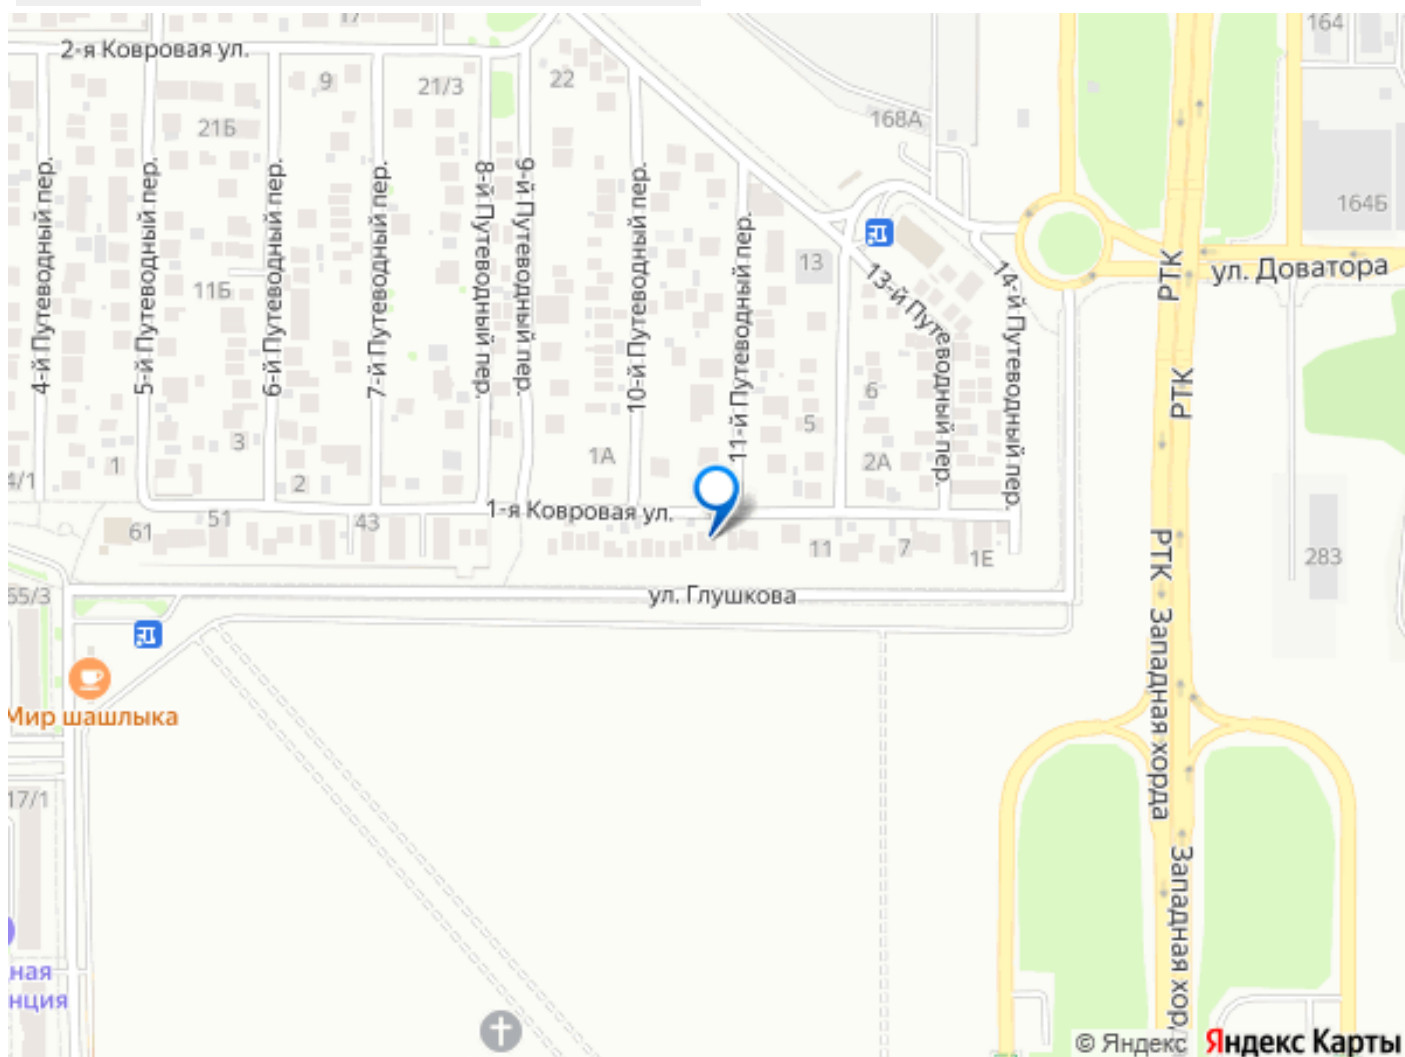 17
164
2-я Ковровая ул.
9
21/3
22
168А
21Б
164Б
4-й Путеводный пер.
5-й Путеводный пер.
6-й Путеводный пер.
7-й Путеводный пер.
8-й Путеводный пер.
9-й Путеводный пер.
10-й Путеводный пер.
11-й Путеводный пер.
13
13-й Путеводный пер.
14-й Путеводный пер.
РТК
ул. Доватора
11Б
6
РТК
5
3
1
1А
2А
4/1
2
1-я Ковровая ул.
61
51
43
11
7
1Е
283
РТК
55/3
ул. Глушкова
Западная хорда
Мир шашлыка
17/1
Западная хор
ная
нция
© Яндекс Яндекс Карты